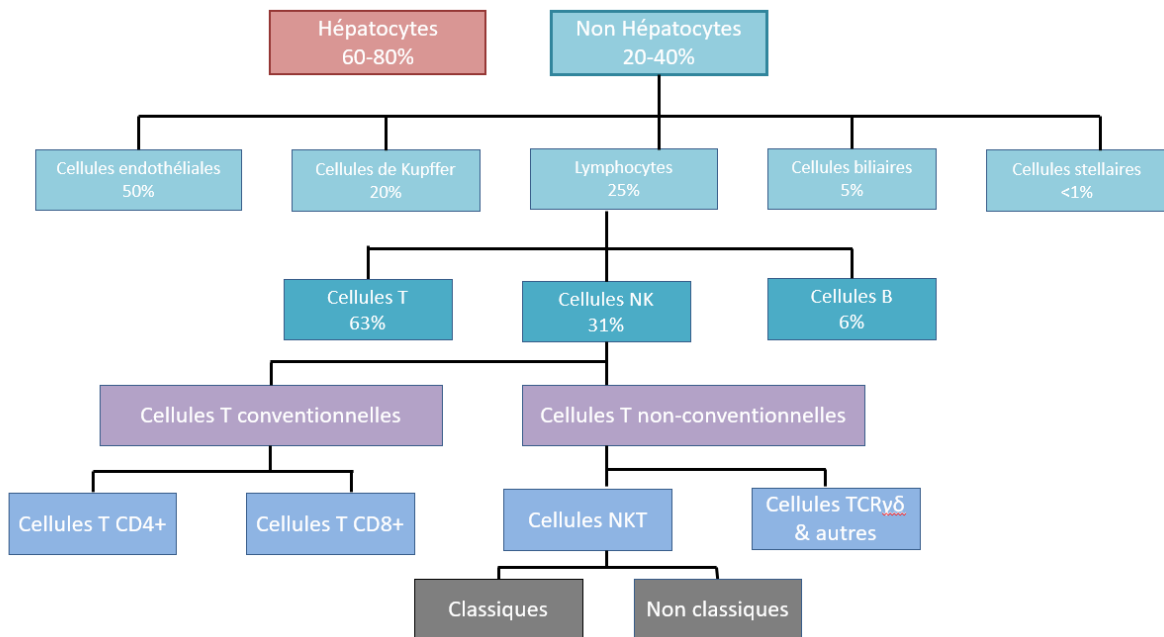 Hépatocytes
60-80%
Non Hépatocytes
20-40%
Cellules endothéliales
50%
Cellules de Kupffer
20%
Lymphocytes
25%
Cellules biliaires
5%
Cellules stellaires
<1%
Cellules T
63%
Cellules NK
31%
Cellules B
6%
Cellules T conventionnelles
Cellules T non-conventionnelles
Cellules T CD4+
Cellules T CD8+
Cellules NKT
Cellules TCRγδ
& autres
Classiques
Non classiques